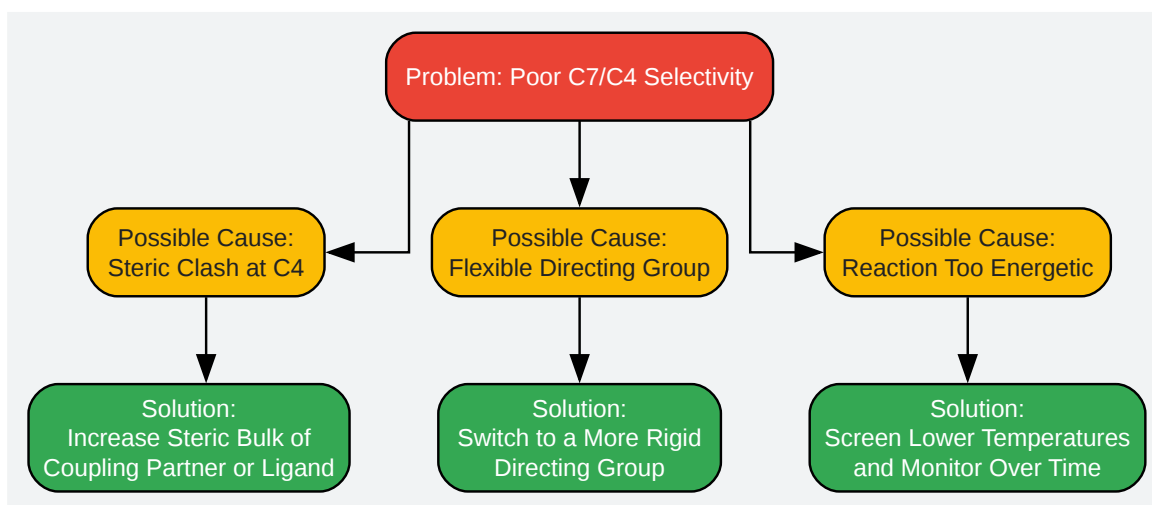 Problem: Poor C7/C4 Selectivity
Possible Cause:
Steric Clash at C4
Possible Cause:
Flexible Directing Group
Possible Cause:
Reaction Too Energetic
Solution:
Increase Steric Bulk of
Coupling Partner or Ligand
Solution:
Switch to a More Rigid
Directing Group
Solution:
Screen Lower Temperatures
and Monitor Over Time